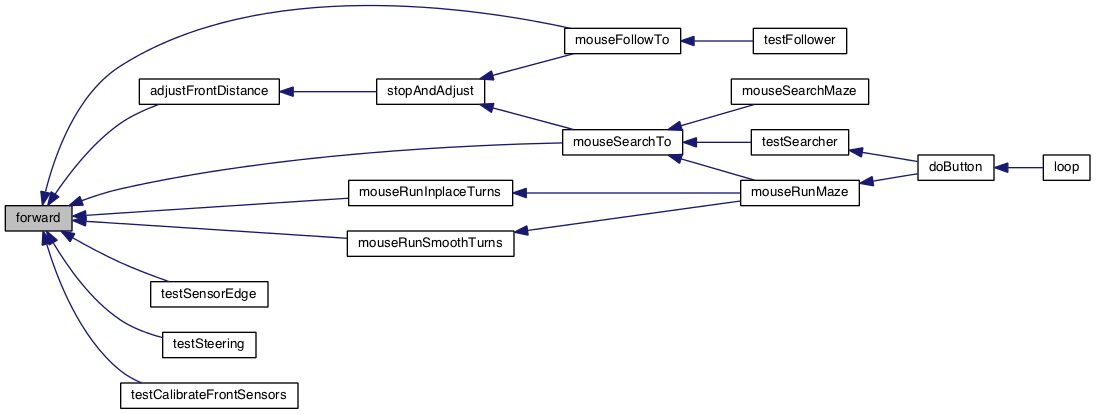 mouseFollowTo
testFollower
adjustFrontDistance
stopAndAdjust
mouseSearchMaze
mouseSearchTo
testSearcher
doButton
loop
mouseRunInplaceTurns
mouseRunMaze
forward
mouseRunSmoothTurns
testSensorEdge
testSteering
testCalibrateFrontSensors